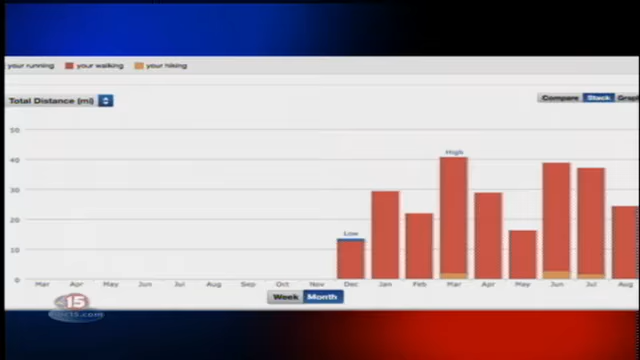 your running your walking your hiking
Total Distance (mi)
Compare Stack Graph
50
40
30
20
10
0
High
Low
Mar Apr May Jun Jul Aug Sep Oct Nov Dec Jan Feb Mar Apr May Jun Jul Aug
Week Month
15
nbc15.com